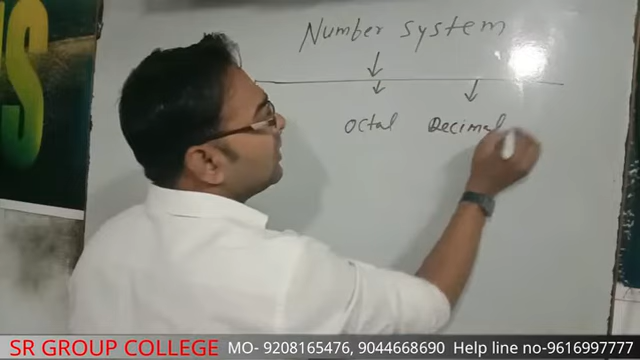 Number system
Octal Decimal
SR GROUP COLLEGE MO- 9208165476, 9044668690 Help line no-9616997777